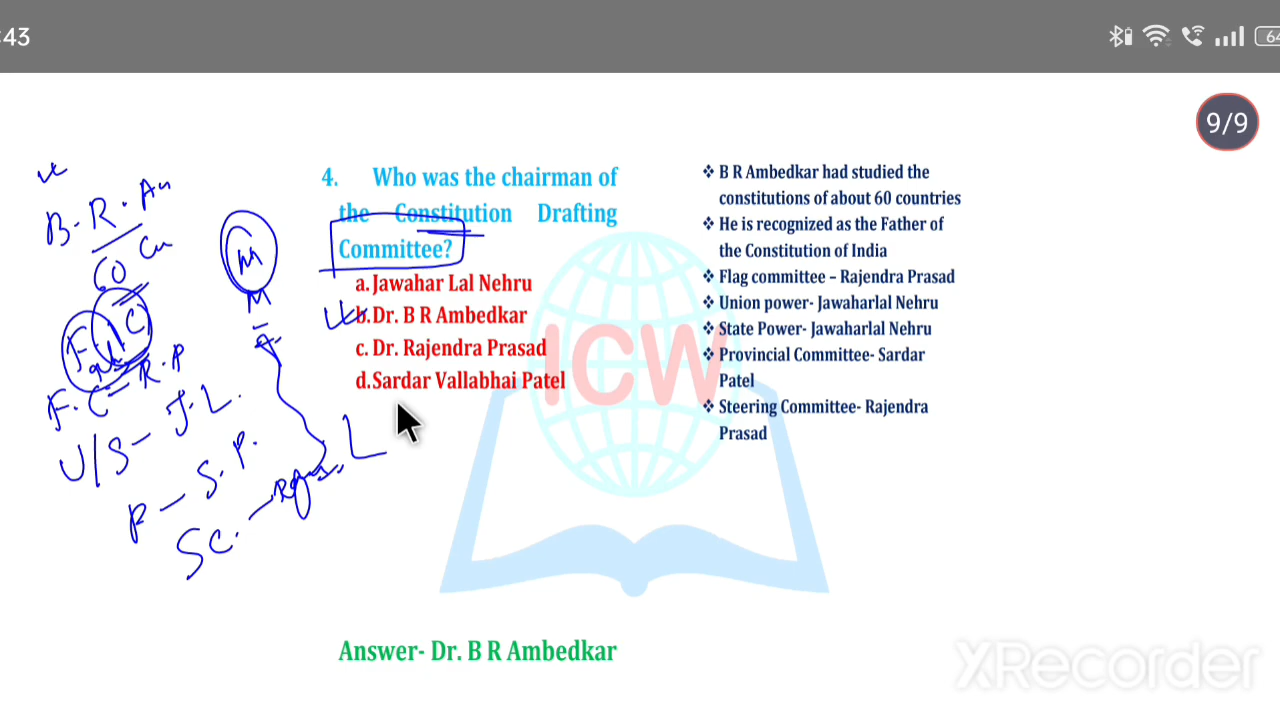 :43
64
9/9
4. Who was the chairman of
the Constitution Drafting
Committee?
a. Jawahar Lal Nehru
b. Dr. B R Ambedkar
c. Dr. Rajendra Prasad
d. Sardar Vallabhai Patel
❖ B R Ambedkar had studied the
constitutions of about 60 countries
❖ He is recognized as the Father of
the Constitution of India
❖ Flag committee – Rajendra Prasad
❖ Union power- Jawaharlal Nehru
❖ State Power- Jawaharlal Nehru
❖ Provincial Committee- Sardar
Patel
❖ Steering Committee- Rajendra
Prasad
B. R. Am
60
F. C – R. P
U/S – J. L.
P – S. P.
SC. –
M
ICW
Answer- Dr. B R Ambedkar
XRecorder